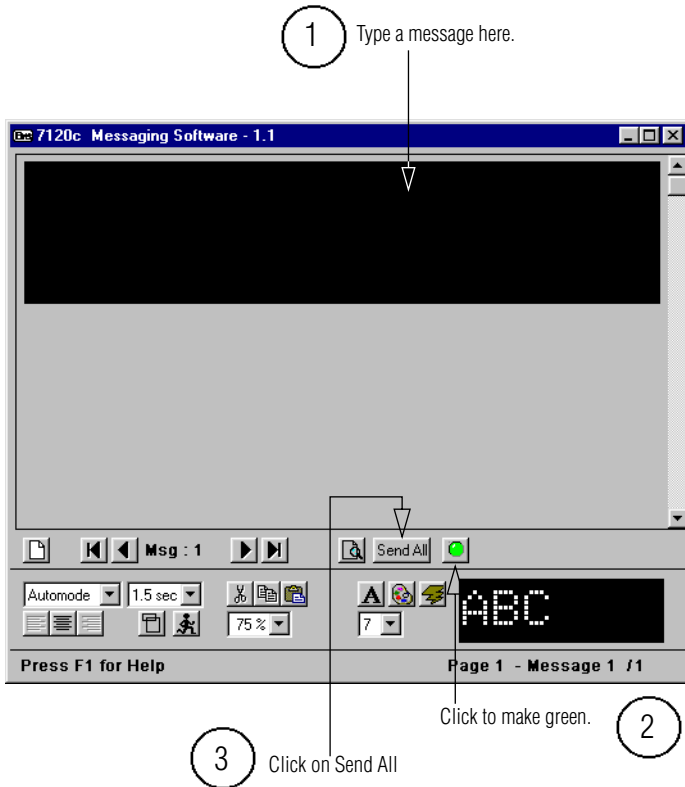 1 Type a message here.
7120c Messaging Software - 1.1
Msg : 1 Send All
Automode 1.5 sec
75 % 7
A
ABC
Press F1 for Help Page 1 - Message 1 /1
Click to make green. 2
3 Click on Send All